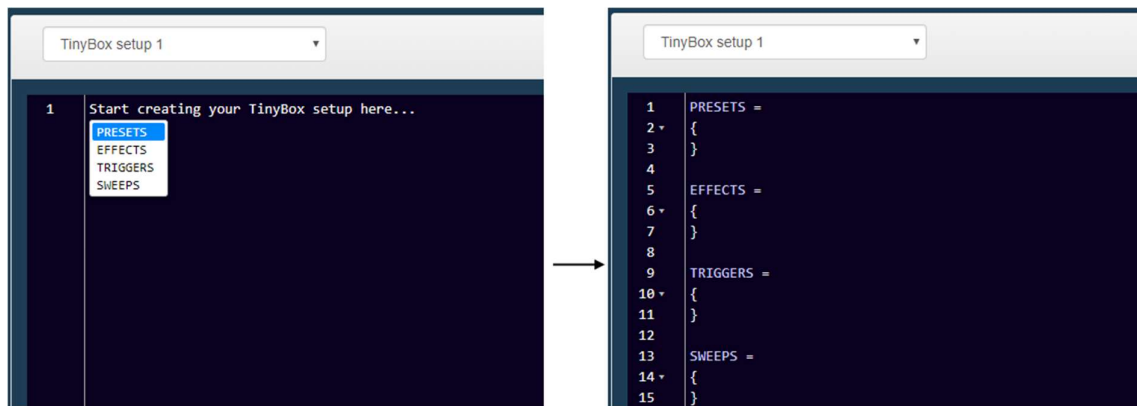 TinyBox setup 1
1 Start creating your TinyBox setup here...
PRESETS
EFFECTS
TRIGGERS
SWEEPS
TinyBox setup 1
1 PRESETS =
2 {
3 }
4
5 EFFECTS =
6 {
7 }
8
9 TRIGGERS =
10 {
11 }
12
13 SWEEPS =
14 {
15 }